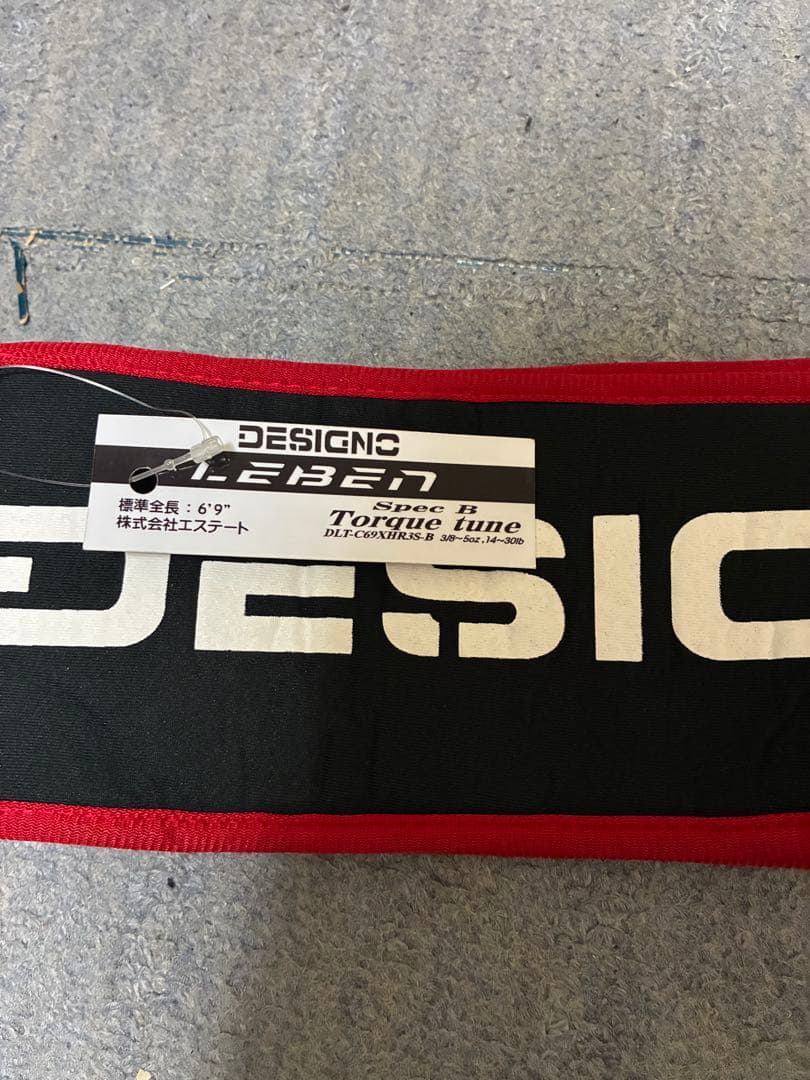 DESIGNO
LEBEN
標準全長：6'9"
株式会社エステート
Spec B
Torque tune
DLT-C69XHR3S-B 3/8~5oz ,14~30lb
DESIG